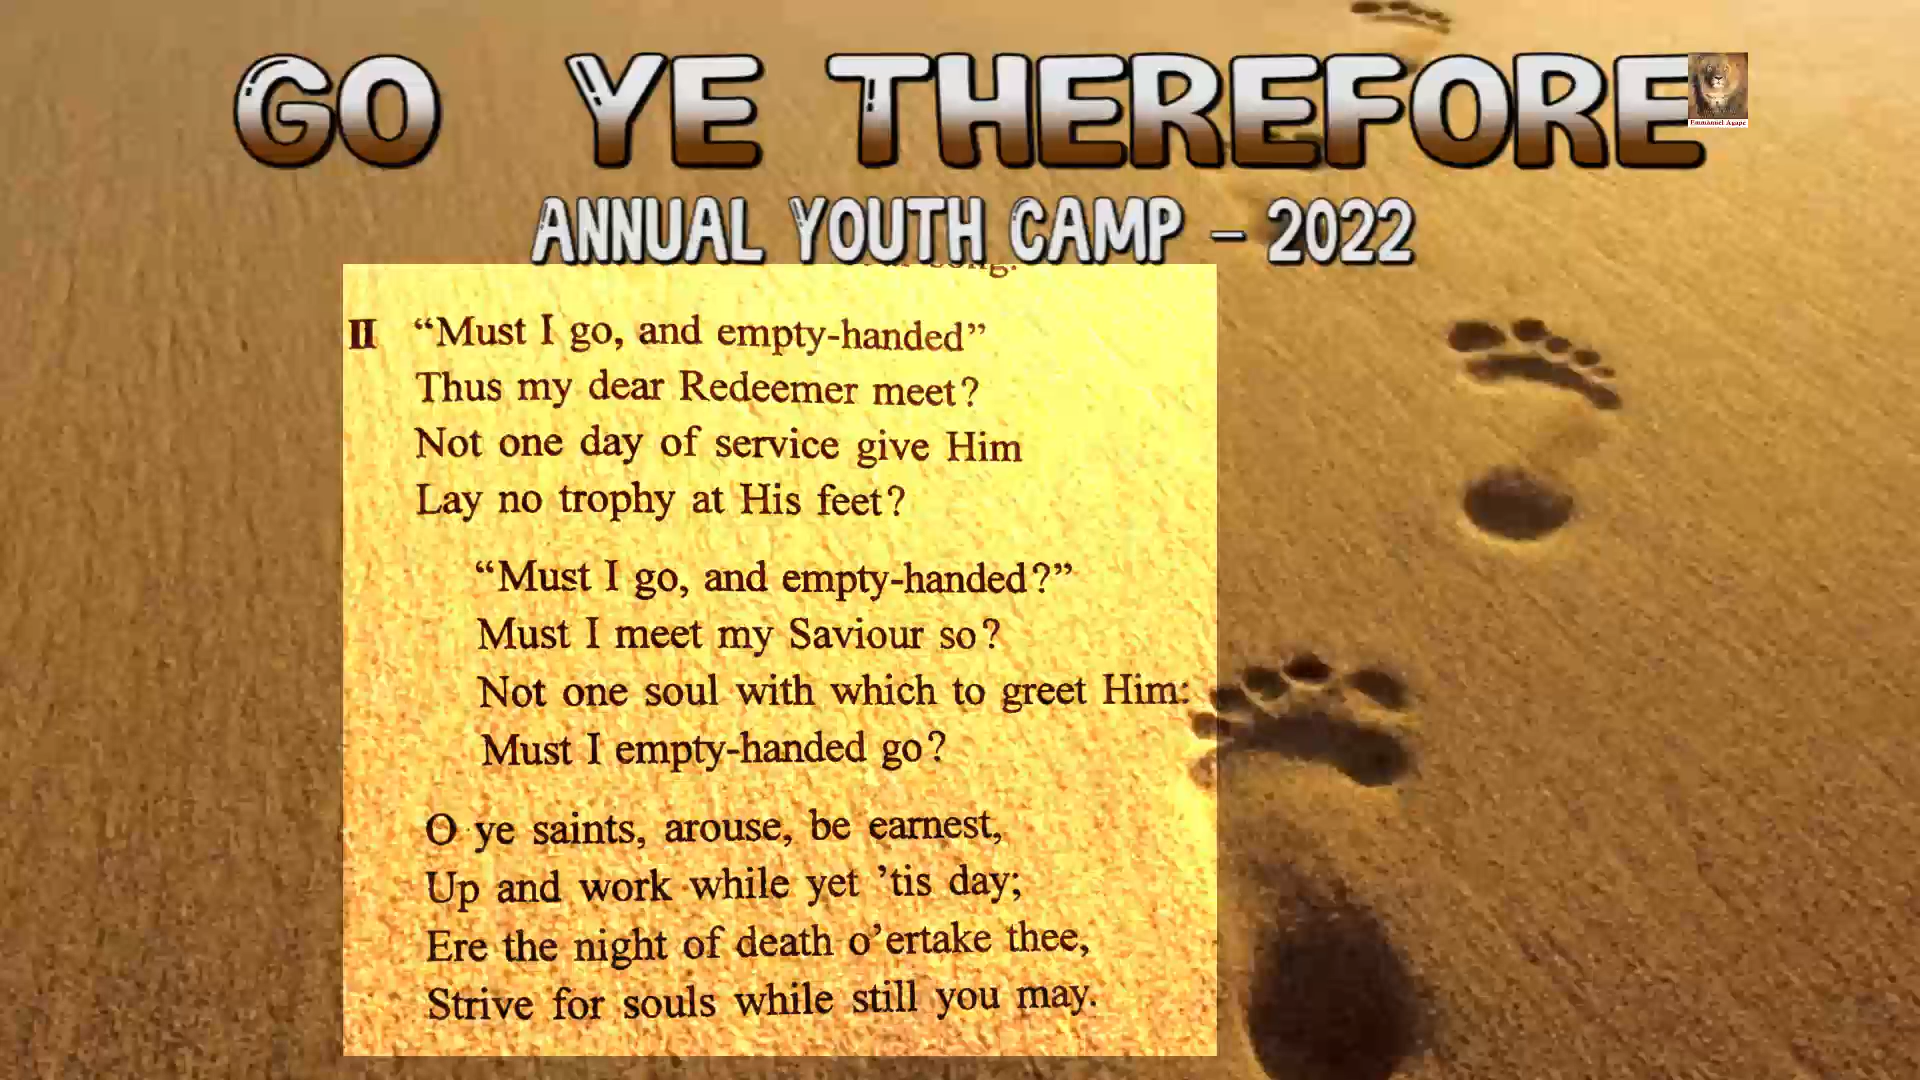 GO YE THEREFORE
Emmanuel Agape
ANNUAL YOUTH CAMP – 2022
song.
II “Must I go, and empty-handed”
Thus my dear Redeemer meet?
Not one day of service give Him
Lay no trophy at His feet?
“Must I go, and empty-handed?”
Must I meet my Saviour so?
Not one soul with which to greet Him:
Must I empty-handed go?
O ye saints, arouse, be earnest,
Up and work while yet ’tis day;
Ere the night of death o’ertake thee,
Strive for souls while still you may.